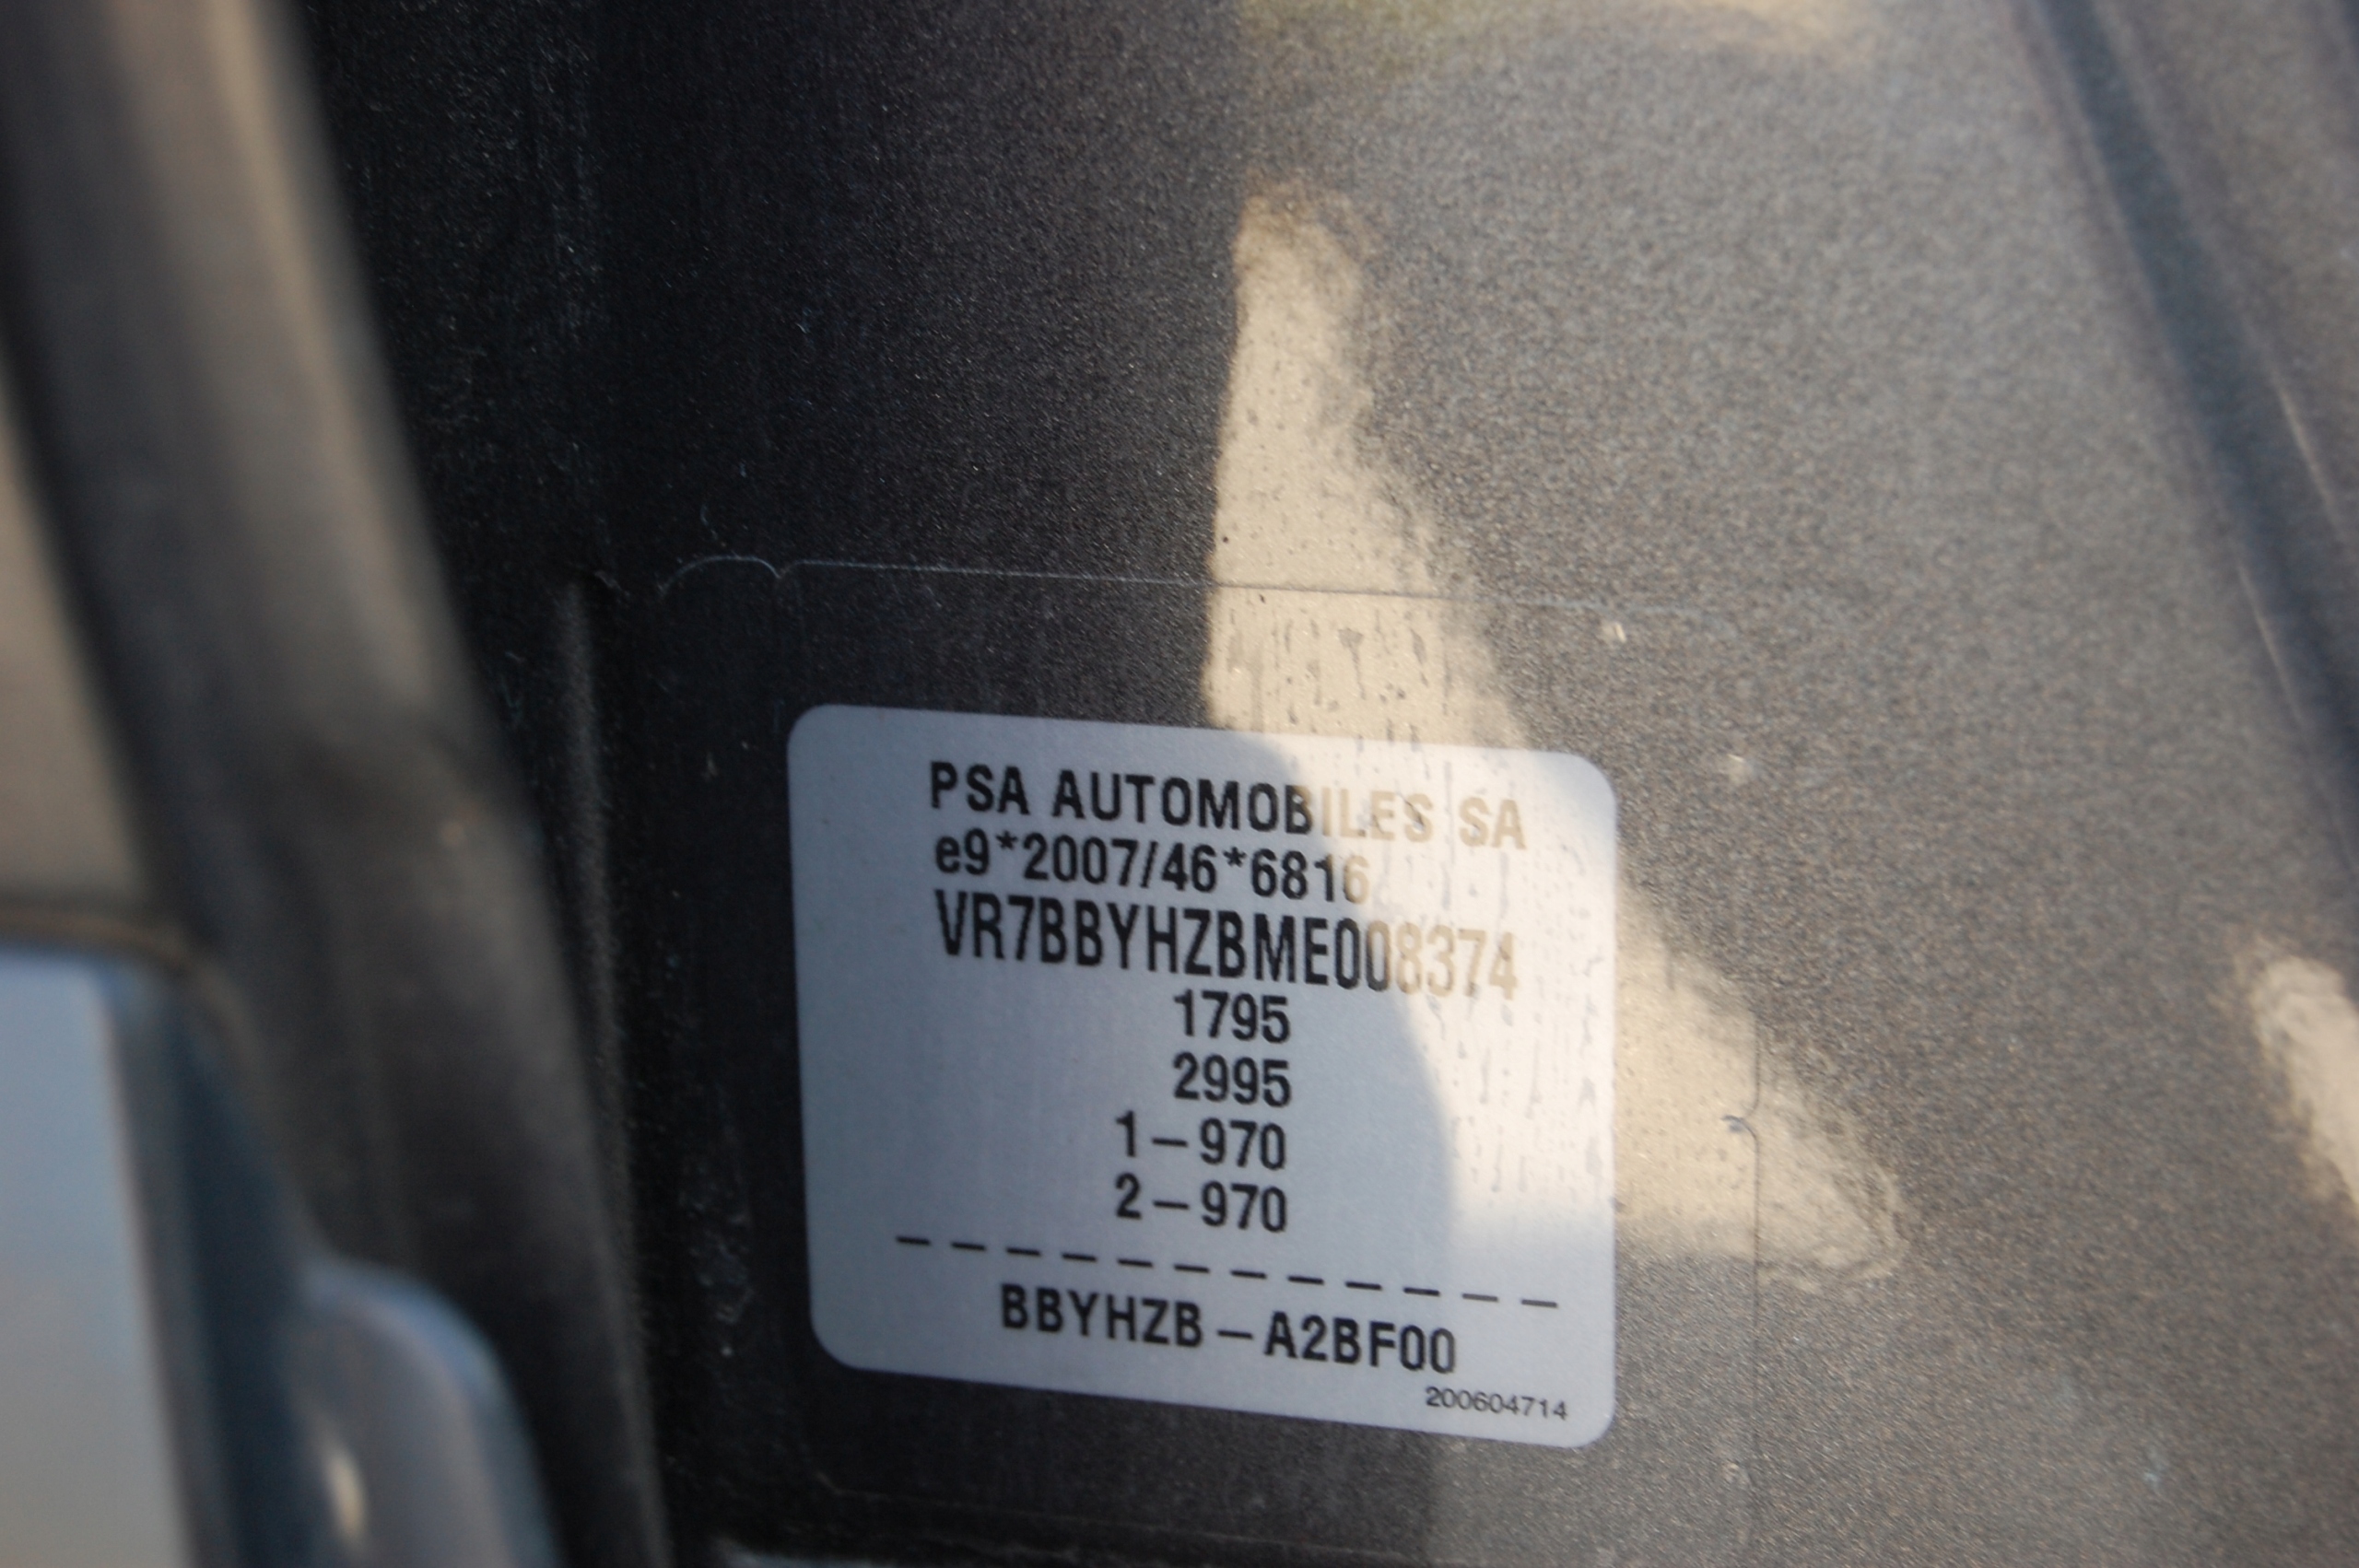 PSA AUTOMOBILES SA
e9*2007/46*6816
VR7BBYHZBME008374
1795
2995
1–970
2–970
– – – – – – – – – – – –
BBYHZB–A2BF00
200604714